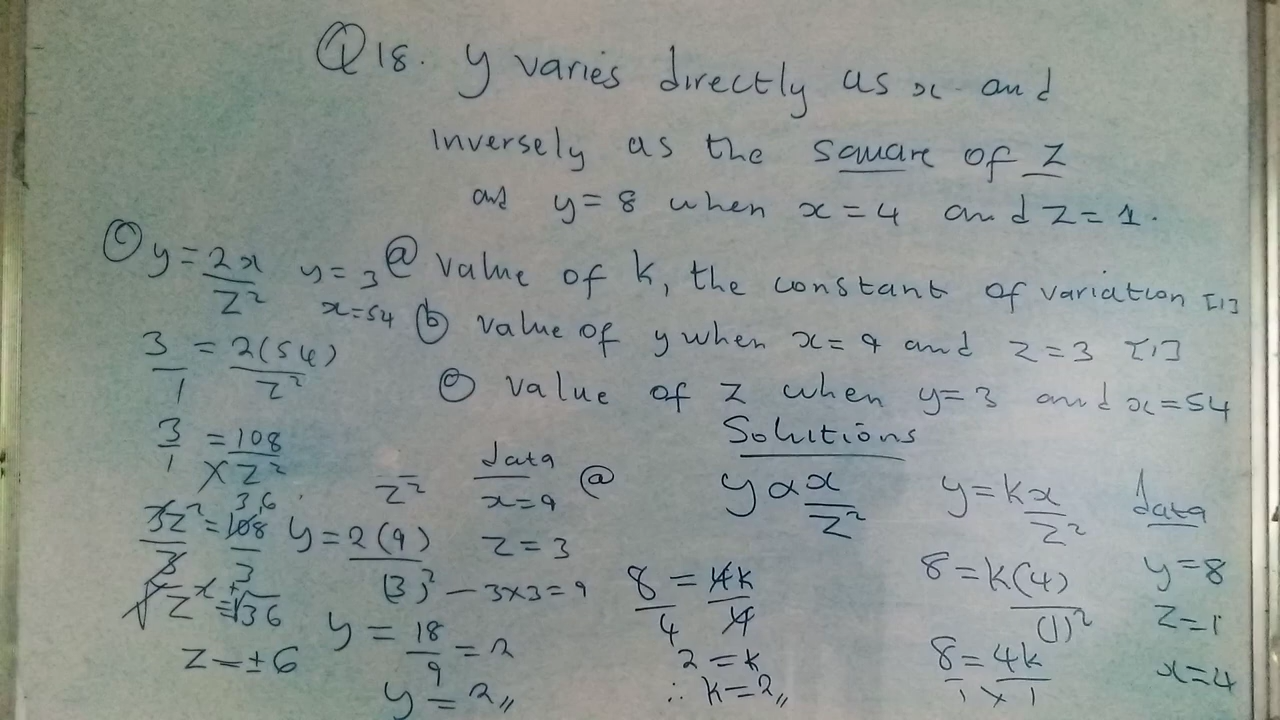 Q18. y varies directly as x and
inversely as the square of z
and y = 8 when x = 4 and z = 1.
(a) value of k, the constant of variation [1]
(b) value of y when x = 9 and z = 3 [1]
(c) value of z when y = 3 and x = 54
Solutions
(a) y ∝ x/z²
y = kx/z²
data
y = 8
z = 1
x = 4
8 = k(4)/(1)²
8/1 × 4k/1
8/4 = 4k/4
2 = k
∴ k = 2,,
data
x = 9
z = 3
z²
y = 2(9)/(3)² – 3x3 = 9
y = 18/9 = 2
y = 2,,
(c) y = 2x/z²
y = 3
x = 54
3/1 = 2(54)/z²
3/1 = 108/z²
3z²/3 = 108/3
36
√z² = ±√36
z = ±6